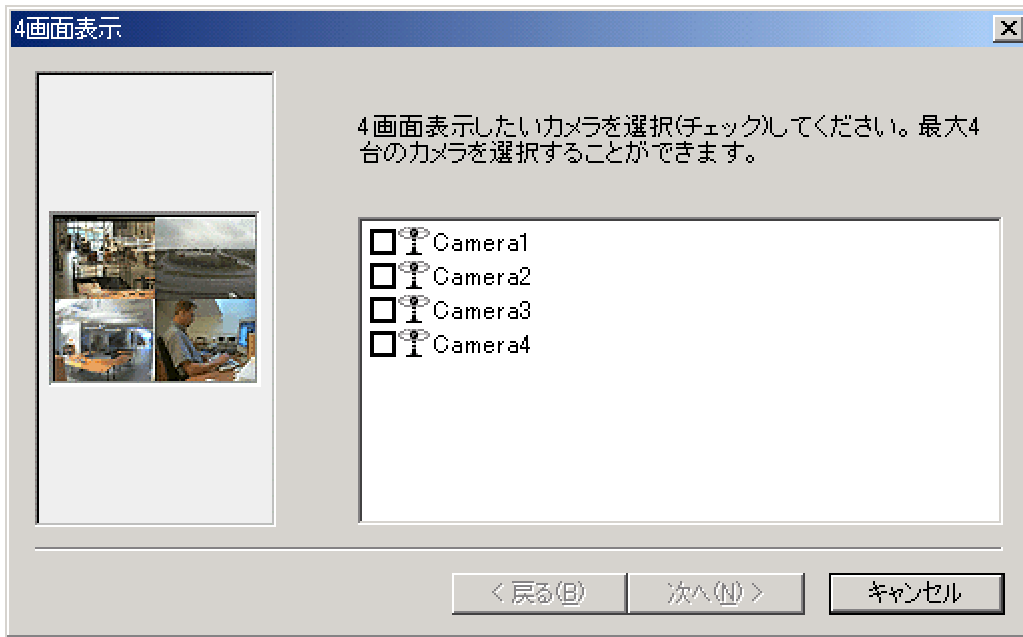 4画面表示
4画面表示したいカメラを選択(チェック)してください。最大4
台のカメラを選択することができます。
Camera1
Camera2
Camera3
Camera4
< 戻る(B)
次へ(N) >
キャンセル